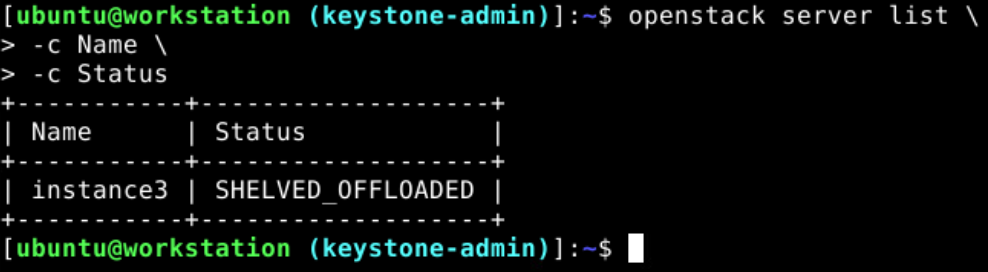 [ubuntu@workstation (keystone-admin)]:~$ openstack server list \
> -c Name \
> -c Status
+-----------+-------------------+
| Name      | Status            |
+-----------+-------------------+
| instance3 | SHELVED_OFFLOADED |
+-----------+-------------------+
[ubuntu@workstation (keystone-admin)]:~$